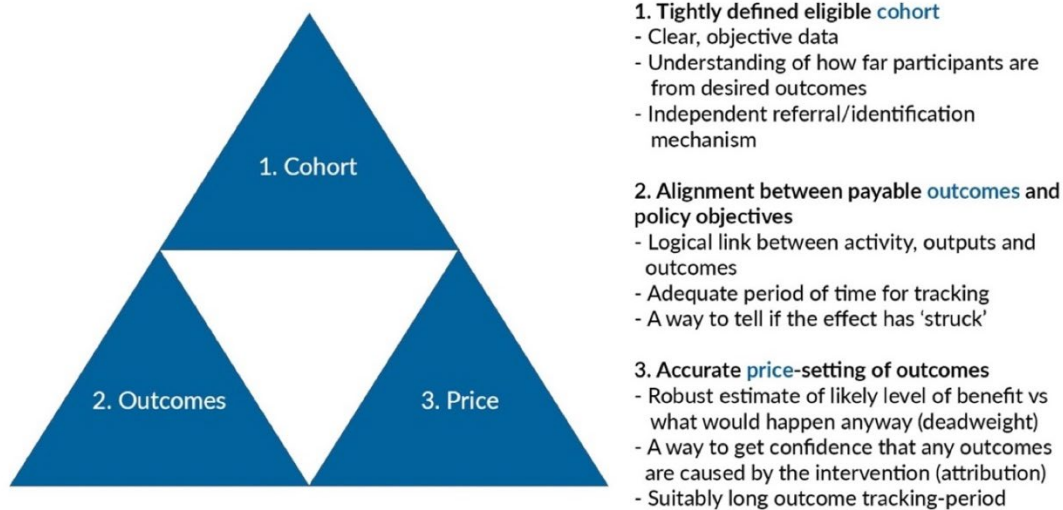 1. Cohort
2. Outcomes
3. Price
1. Tightly defined eligible cohort
- Clear, objective data
- Understanding of how far participants are
from desired outcomes
- Independent referral/identification
mechanism
2. Alignment between payable outcomes and
policy objectives
- Logical link between activity, outputs and
outcomes
- Adequate period of time for tracking
- A way to tell if the effect has ‘struck’
3. Accurate price-setting of outcomes
- Robust estimate of likely level of benefit vs
what would happen anyway (deadweight)
- A way to get confidence that any outcomes
are caused by the intervention (attribution)
- Suitably long outcome tracking-period